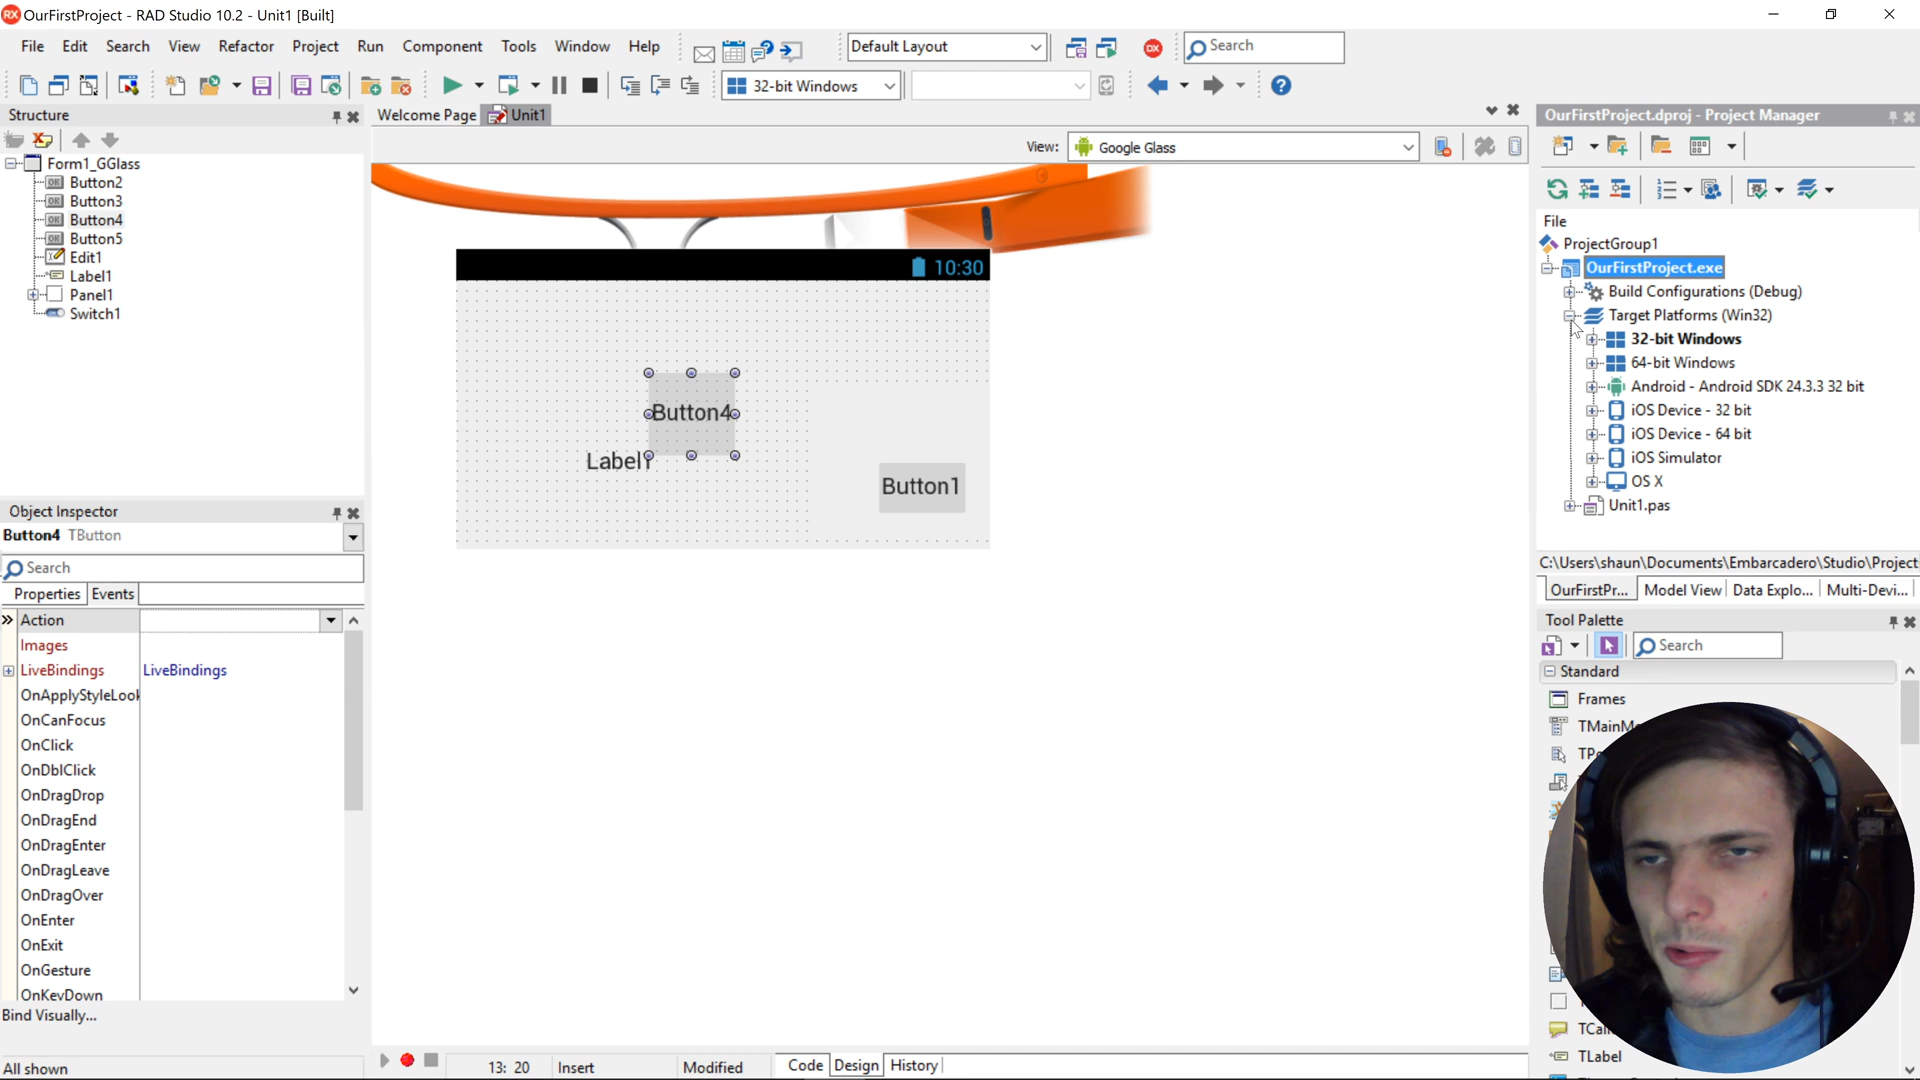 OurFirstProject - RAD Studio 10.2 - Unit1 [Built]
File Edit Search View Refactor Project Run Component Tools Window Help
Default Layout
Search
32-bit Windows
Structure
Form1_GGlass
Button2
Button3
Button4
Button5
Edit1
Label1
Panel1
Switch1
Object Inspector
Button4 TButton
Search
Properties Events
Action
Images
LiveBindings LiveBindings
OnApplyStyleLook
OnCanFocus
OnClick
OnDblClick
OnDragDrop
OnDragEnd
OnDragEnter
OnDragLeave
OnDragOver
OnEnter
OnExit
OnGesture
OnKeyDown
Bind Visually...
All shown
Welcome Page Unit1
View: Google Glass
10:30
Button4
Label1
Button1
13: 20 Insert Modified Code Design History
OurFirstProject.dproj - Project Manager
File
ProjectGroup1
OurFirstProject.exe
Build Configurations (Debug)
Target Platforms (Win32)
32-bit Windows
64-bit Windows
Android - Android SDK 24.3.3 32 bit
iOS Device - 32 bit
iOS Device - 64 bit
iOS Simulator
OS X
Unit1.pas
C:\Users\shaun\Documents\Embarcadero\Studio\Project
OurFirstPr... Model View Data Explo... Multi-Devi...
Tool Palette
Search
Standard
Frames
TMainM
TP
TCal
TLabel